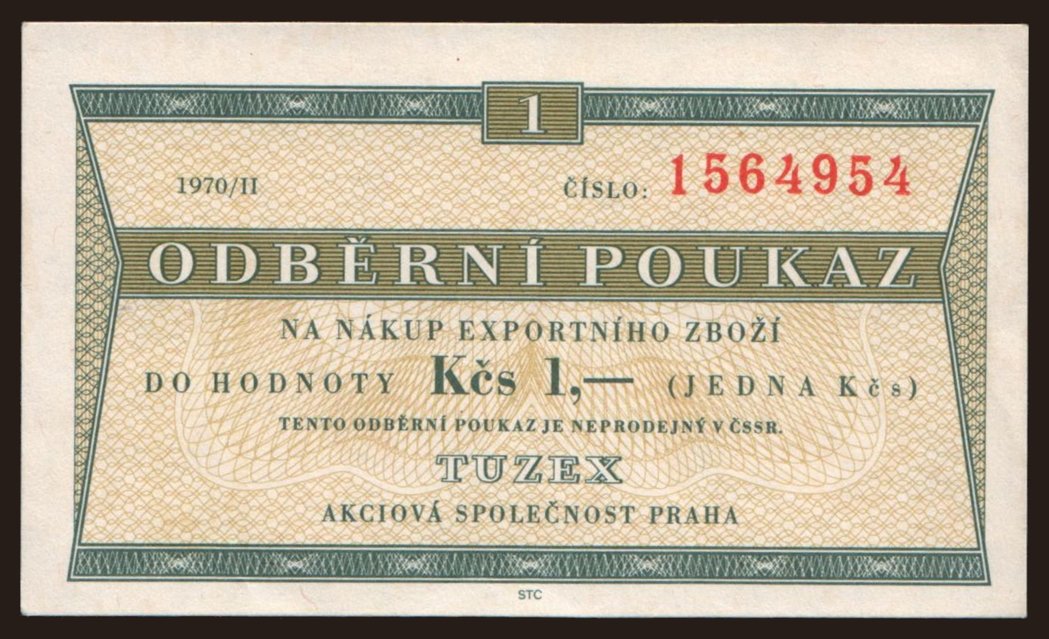 1
1970/II ČÍSLO: 1564954
ODBĚRNÍ POUKAZ
NA NÁKUP EXPORTNÍHO ZBOŽÍ
DO HODNOTY Kčs 1,— (JEDNA Kčs)
TENTO ODBĚRNÍ POUKAZ JE NEPRODEJNÝ V ČSSR.
TUZEX
AKCIOVÁ SPOLEČNOST PRAHA
STC